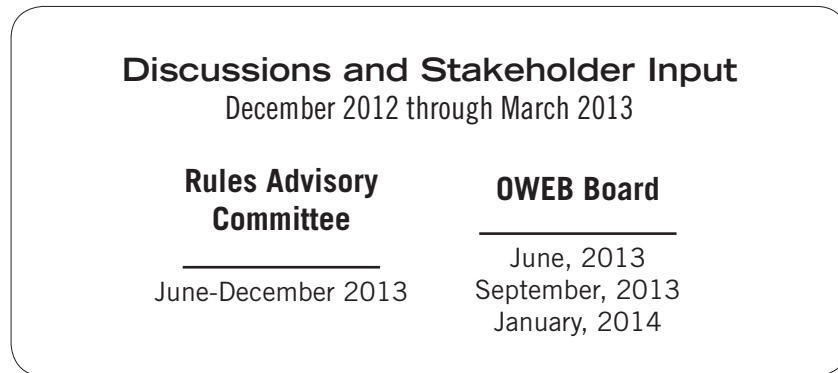 Discussions and Stakeholder Input
December 2012 through March 2013
Rules Advisory
Committee
June-December 2013
OWEB Board
June, 2013
September, 2013
January, 2014